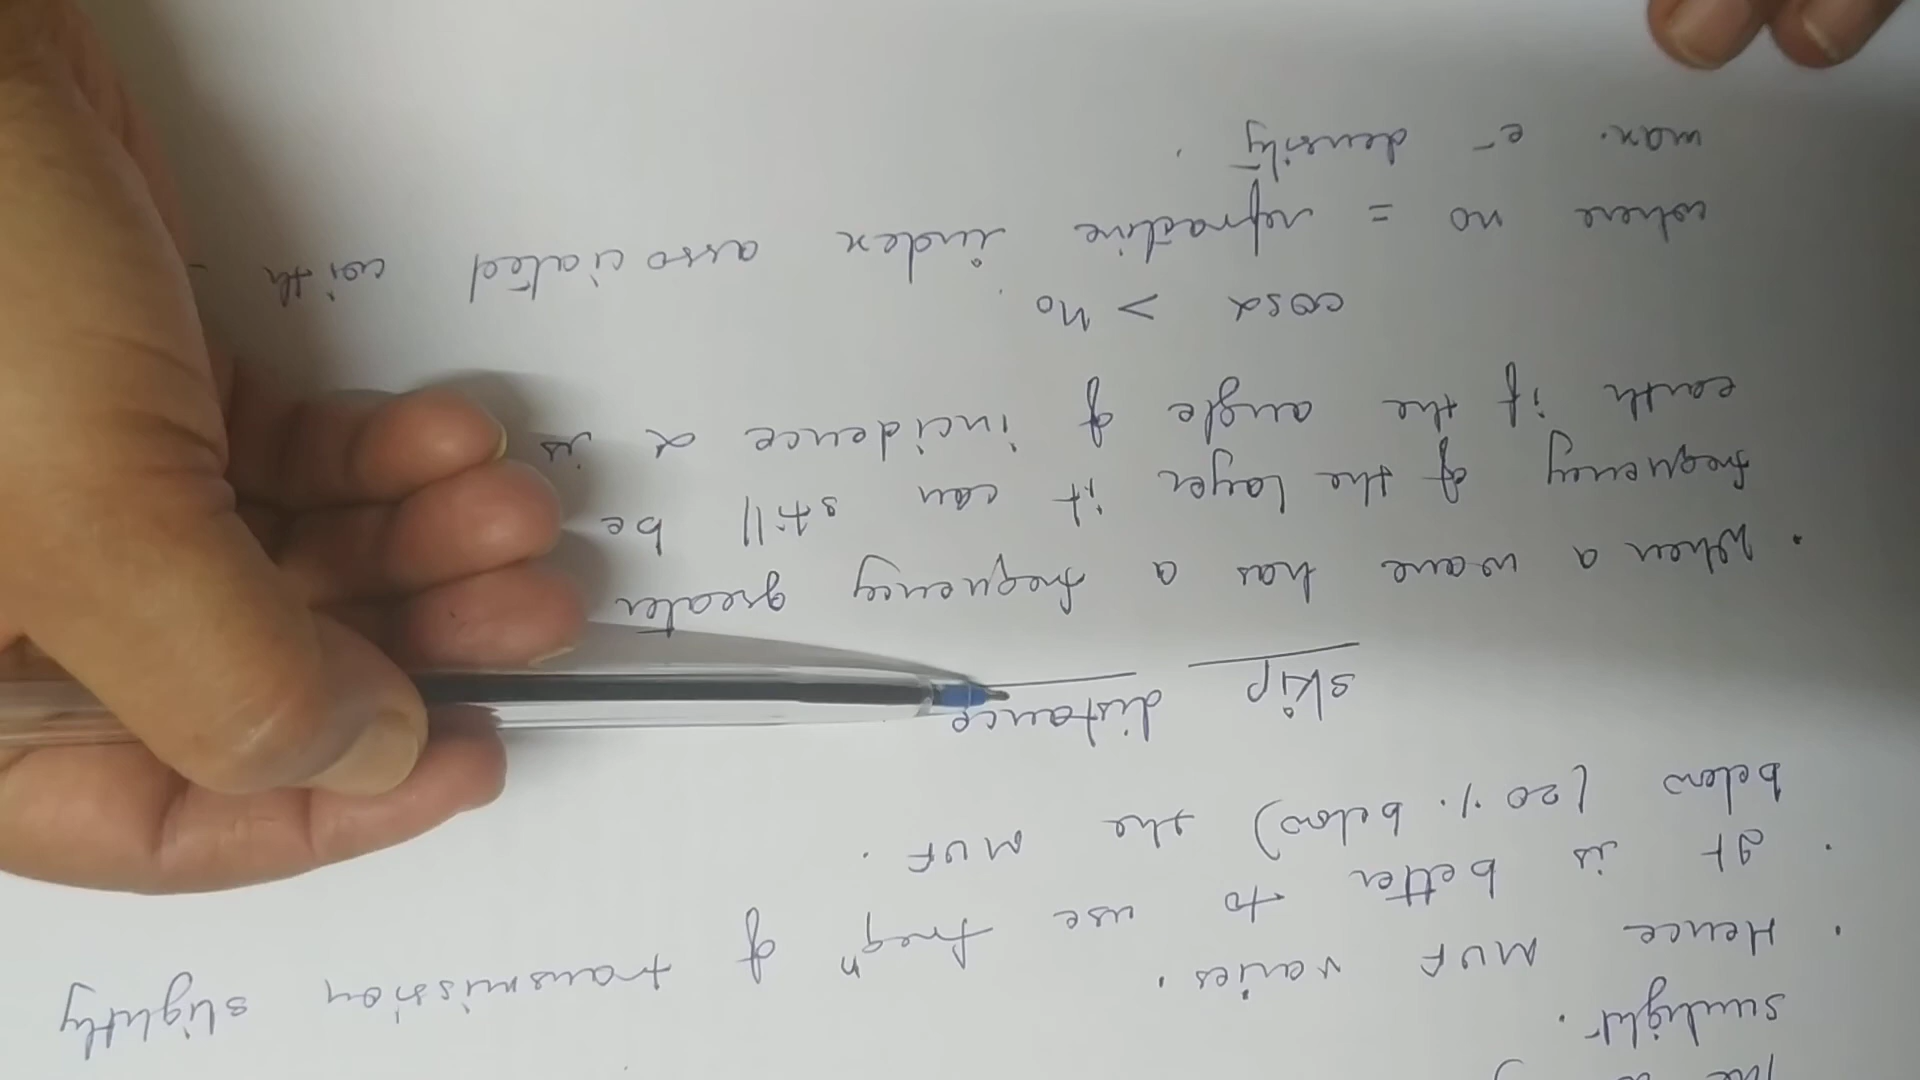 sunlight.
• Hence MUF varies.
• It is better to use freqⁿ of transmission slightly
below (20% below) the MUF.
Skip distance
• When a wave has a frequency greater
frequency of the layer it can still be
earth if the angle of incidence α is
cosα > n₀
where no = refractive index associated with
max. e⁻ density.